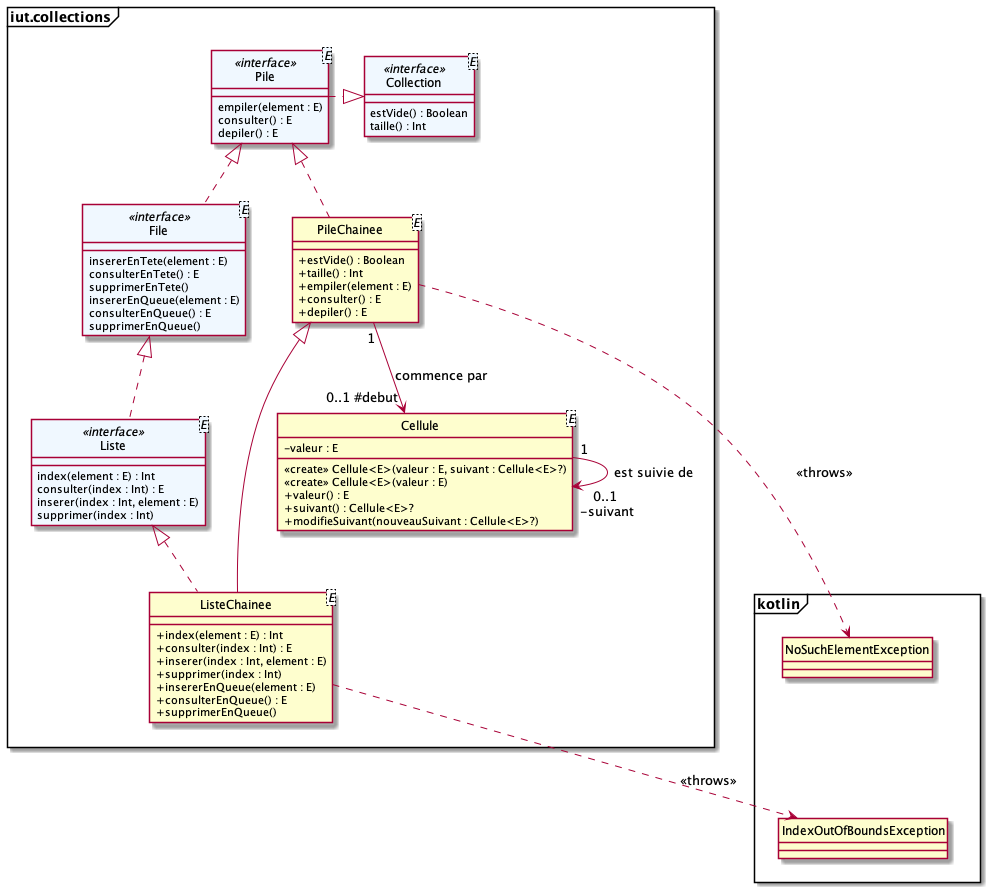 iut.collections
E
«interface»
Pile
empiler(element : E)
consulter() : E
depiler() : E
E
«interface»
Collection
estVide() : Boolean
taille() : Int
E
«interface»
File
insererEnTete(element : E)
consulterEnTete() : E
supprimerEnTete()
insererEnQueue(element : E)
consulterEnQueue() : E
supprimerEnQueue()
E
PileChainee
+estVide() : Boolean
+taille() : Int
+empiler(element : E)
+consulter() : E
+depiler() : E
1
commence par
0..1 #debut
E
«interface»
Liste
index(element : E) : Int
consulter(index : Int) : E
inserer(index : Int, element : E)
supprimer(index : Int)
E
Cellule
-valeur : E
«create» Cellule<E>(valeur : E, suivant : Cellule<E>?)
«create» Cellule<E>(valeur : E)
+valeur() : E
+suivant() : Cellule<E>?
+modifieSuivant(nouveauSuivant : Cellule<E>?)
1
est suivie de
0..1
-suivant
«throws»
E
ListeChainee
+index(element : E) : Int
+consulter(index : Int) : E
+inserer(index : Int, element : E)
+supprimer(index : Int)
+insererEnQueue(element : E)
+consulterEnQueue() : E
+supprimerEnQueue()
«throws»
kotlin
NoSuchElementException
IndexOutOfBoundsException